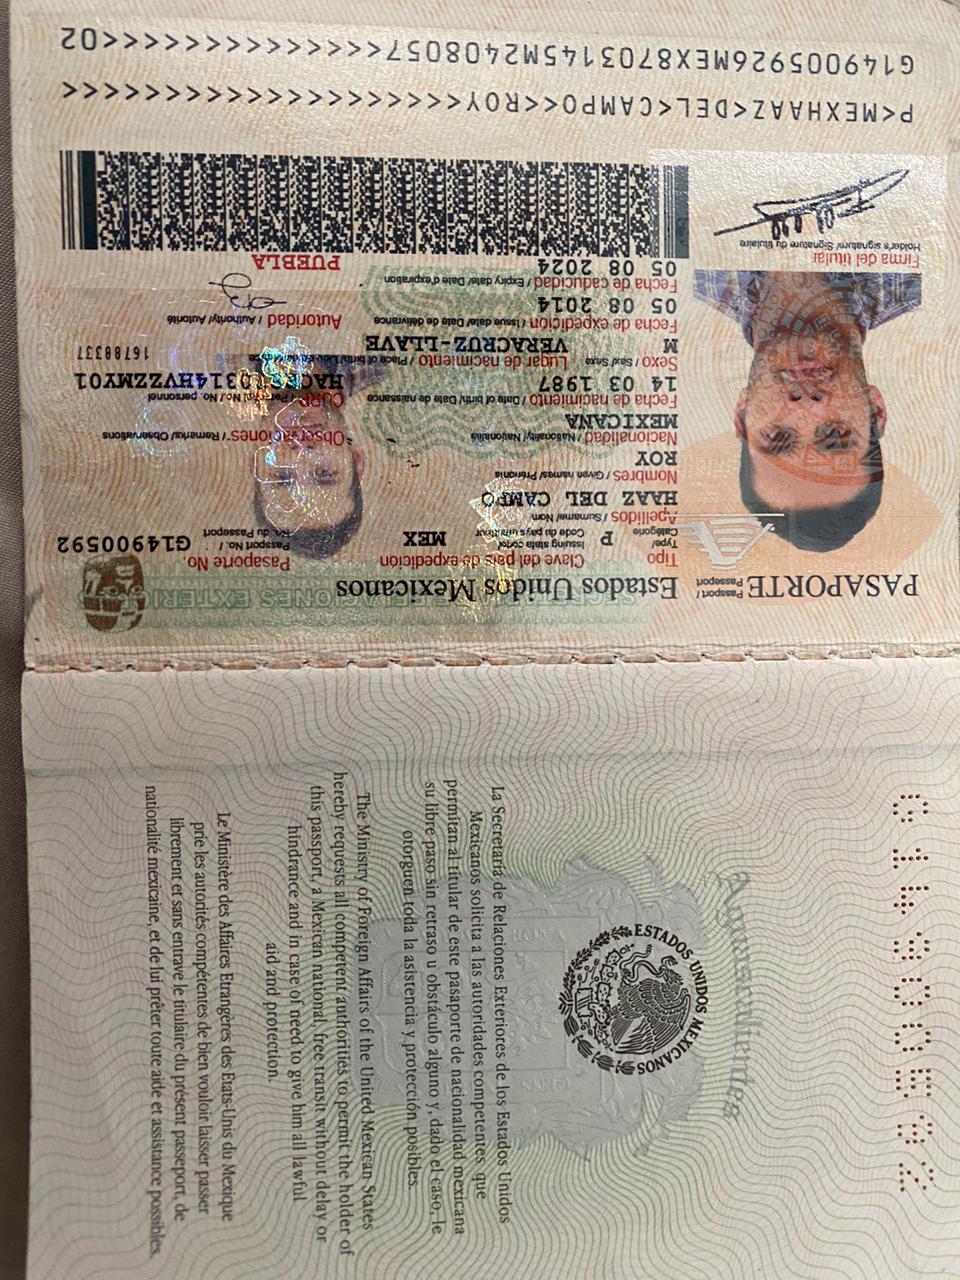 G14900592
Aguascalientes
ESTADOS UNIDOS MEXICANOS
La Secretaría de Relaciones Exteriores de los Estados Unidos
Mexicanos solicita a las autoridades competentes que
permitan al titular de este pasaporte de nacionalidad mexicana
su libre paso sin retraso u obstáculo alguno y, dado el caso, le
otorguen toda la asistencia y protección posibles.
The Ministry of Foreign Affairs of the United Mexican States
hereby requests all competent authorities to permit the holder of
this passport, a Mexican national, free transit without delay or
hindrance and in case of need to give him all lawful
aid and protection.
Le Ministère des Affaires Etrangères des Etats-Unis du Mexique
prie les autorités compétentes de bien vouloir laisser passer
librement et sans entrave le titulaire du présent passeport, de
nationalité mexicaine, et de lui prêter toute aide et assistance possibles.
PASAPORTE Passport / Passeport
Estados Unidos Mexicanos
Tipo Type/ Catégorie P
Clave del país de expedición Issuing state code/ Code du pays émetteur MEX
Pasaporte No. Passport No. / No. du Passeport G14900592
Apellidos / Surname/ Nom
HAAZ DEL CAMPO
Nombres / Given names/ Prénoms
ROY
Nacionalidad / Nationality/ Nationalité
MEXICANA
Observaciones / Remarks/ Observations
Fecha de nacimiento / Date of birth/ Date de naissance
14 03 1987
CURP / Personal No./ No. personnel
0314HVZZMY01
Sexo / Sex/ Sexe
M
Lugar de nacimiento / Place of birth/ Lieu de naissance
VERACRUZ-LLAVE
16788337
Fecha de expedición / Issue date/ Date de délivrance
05 08 2014
Autoridad / Authority/ Autorité
Fecha de caducidad / Expiry date/ Date d'expiration
05 08 2024
PUEBLA
Firma del titular
Holder's signature/ Signature du titulaire
P<MEXHAAZ<DEL<CAMPO<<ROY<<<<<<<<<<<<<<<<<<<<
G149005926MEX8703145M2408057<<<<<<<<<<<<<<02